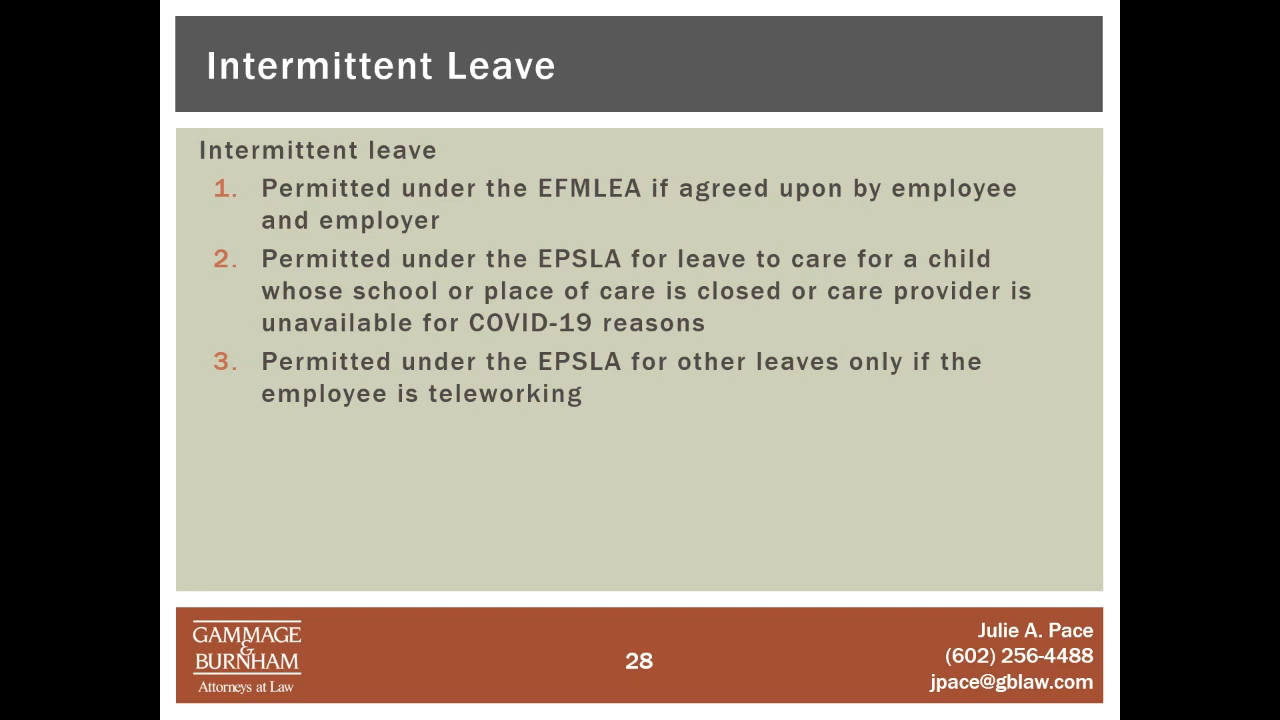 Intermittent Leave
Intermittent leave
1. Permitted under the EFMLEA if agreed upon by employee
and employer
2. Permitted under the EPSLA for leave to care for a child
whose school or place of care is closed or care provider is
unavailable for COVID-19 reasons
3. Permitted under the EPSLA for other leaves only if the
employee is teleworking
GAMMAGE
&
BURNHAM
Attorneys at Law
28
Julie A. Pace
(602) 256-4488
jpace@gblaw.com